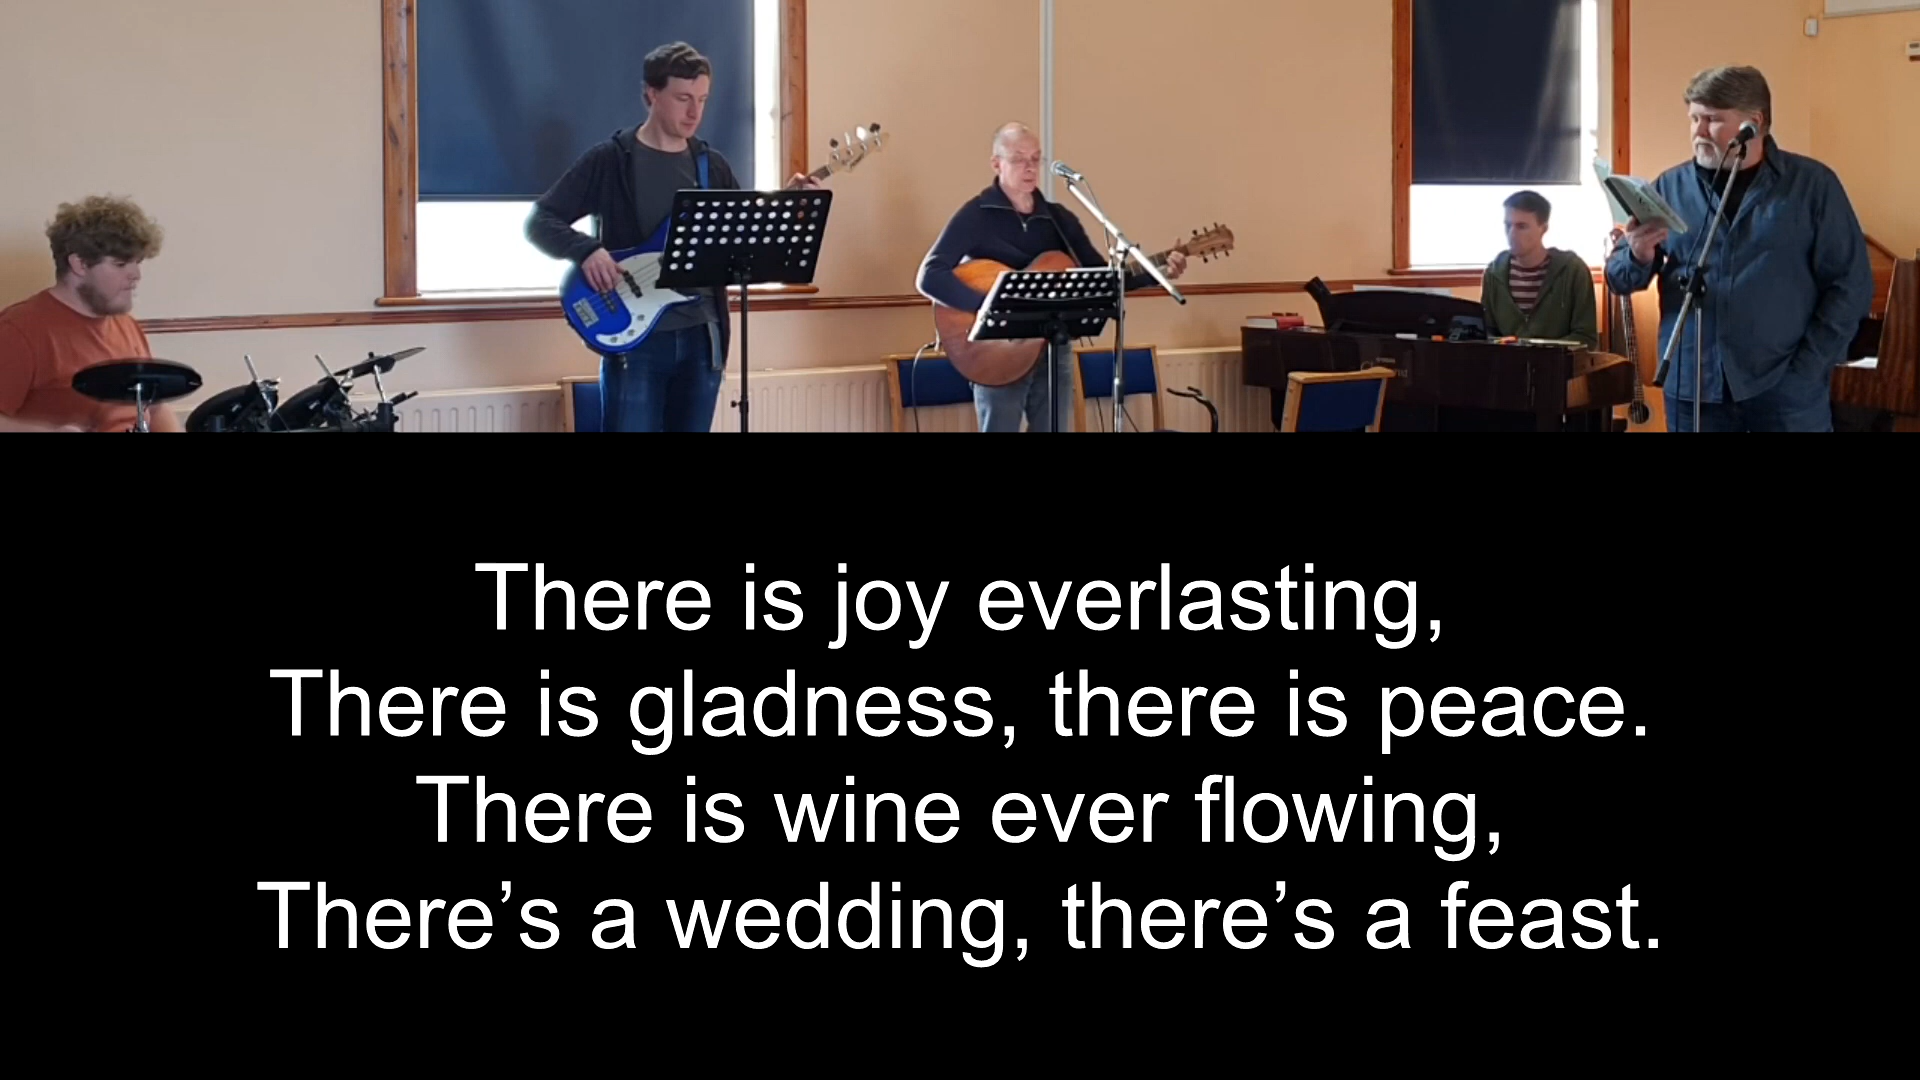 There is joy everlasting,
There is gladness, there is peace.
There is wine ever flowing,
There’s a wedding, there’s a feast.